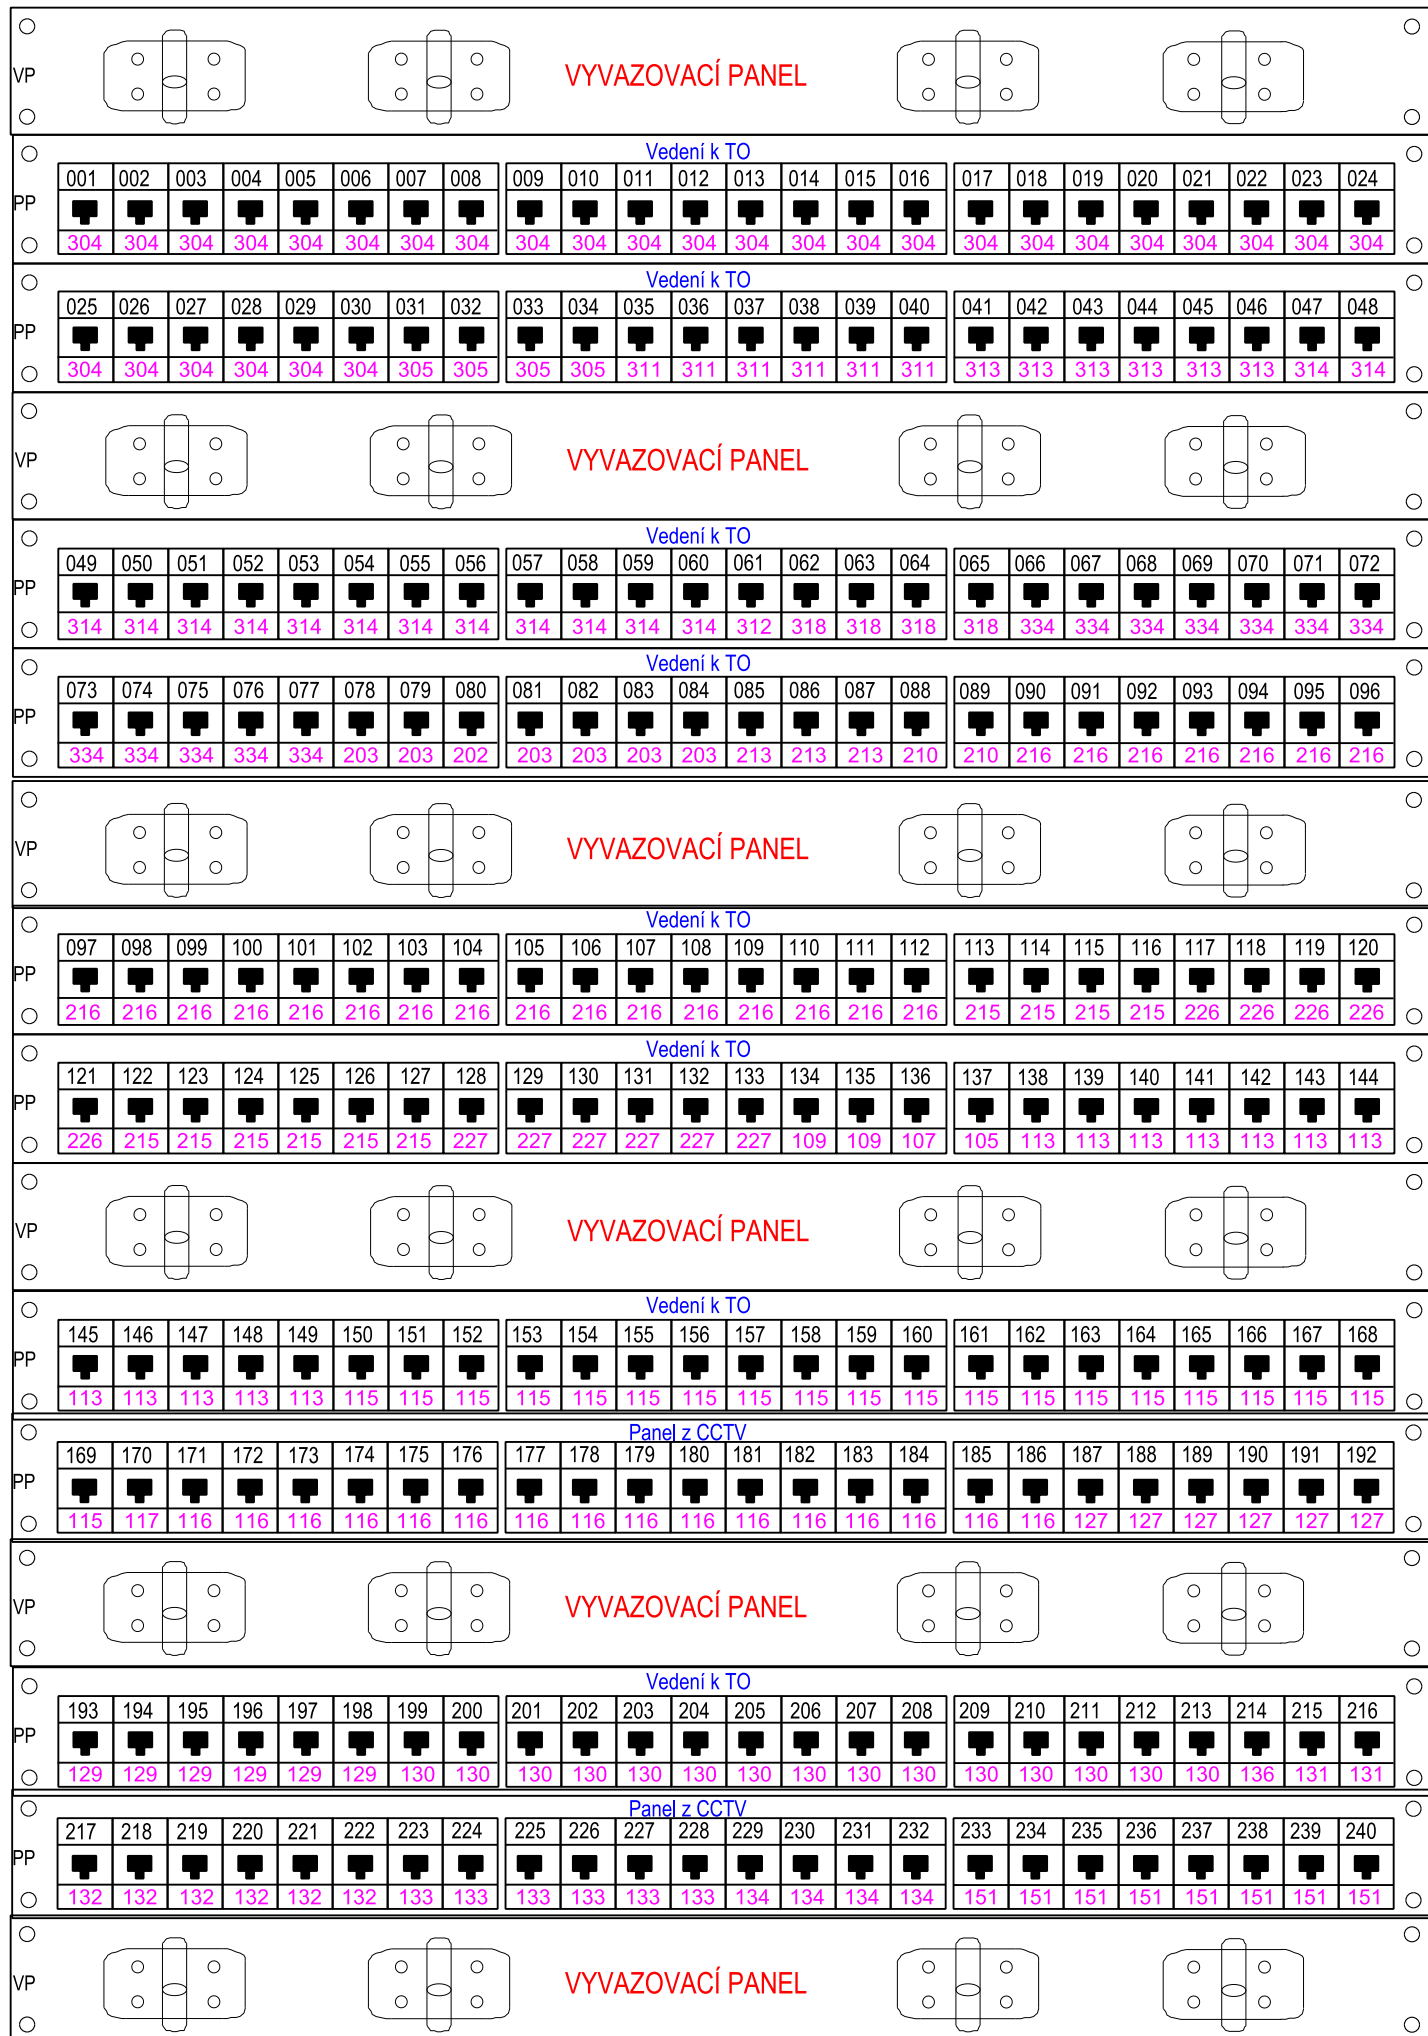 VP VYVAZOVACÍ PANEL
Vedení k TO
001 002 003 004 005 006 007 008 009 010 011 012 013 014 015 016 017 018 019 020 021 022 023 024
PP
304 304 304 304 304 304 304 304 304 304 304 304 304 304 304 304 304 304 304 304 304 304 304 304
Vedení k TO
025 026 027 028 029 030 031 032 033 034 035 036 037 038 039 040 041 042 043 044 045 046 047 048
PP
304 304 304 304 304 304 305 305 305 305 311 311 311 311 311 311 313 313 313 313 313 313 314 314
VP VYVAZOVACÍ PANEL
Vedení k TO
049 050 051 052 053 054 055 056 057 058 059 060 061 062 063 064 065 066 067 068 069 070 071 072
PP
314 314 314 314 314 314 314 314 314 314 314 314 312 318 318 318 318 334 334 334 334 334 334 334
Vedení k TO
073 074 075 076 077 078 079 080 081 082 083 084 085 086 087 088 089 090 091 092 093 094 095 096
PP
334 334 334 334 334 203 203 202 203 203 203 203 213 213 213 210 210 216 216 216 216 216 216 216
VP VYVAZOVACÍ PANEL
Vedení k TO
097 098 099 100 101 102 103 104 105 106 107 108 109 110 111 112 113 114 115 116 117 118 119 120
PP
216 216 216 216 216 216 216 216 216 216 216 216 216 216 216 216 215 215 215 215 226 226 226 226
Vedení k TO
121 122 123 124 125 126 127 128 129 130 131 132 133 134 135 136 137 138 139 140 141 142 143 144
PP
226 215 215 215 215 215 215 227 227 227 227 227 227 109 109 107 105 113 113 113 113 113 113 113
VP VYVAZOVACÍ PANEL
Vedení k TO
145 146 147 148 149 150 151 152 153 154 155 156 157 158 159 160 161 162 163 164 165 166 167 168
PP
113 113 113 113 113 115 115 115 115 115 115 115 115 115 115 115 115 115 115 115 115 115 115 115
Panel z CCTV
169 170 171 172 173 174 175 176 177 178 179 180 181 182 183 184 185 186 187 188 189 190 191 192
PP
115 117 116 116 116 116 116 116 116 116 116 116 116 116 116 116 116 116 127 127 127 127 127 127
VP VYVAZOVACÍ PANEL
Vedení k TO
193 194 195 196 197 198 199 200 201 202 203 204 205 206 207 208 209 210 211 212 213 214 215 216
PP
129 129 129 129 129 129 130 130 130 130 130 130 130 130 130 130 130 130 130 130 130 136 131 131
Panel z CCTV
217 218 219 220 221 222 223 224 225 226 227 228 229 230 231 232 233 234 235 236 237 238 239 240
PP
132 132 132 132 132 132 133 133 133 133 133 133 134 134 134 134 151 151 151 151 151 151 151 151
VP VYVAZOVACÍ PANEL